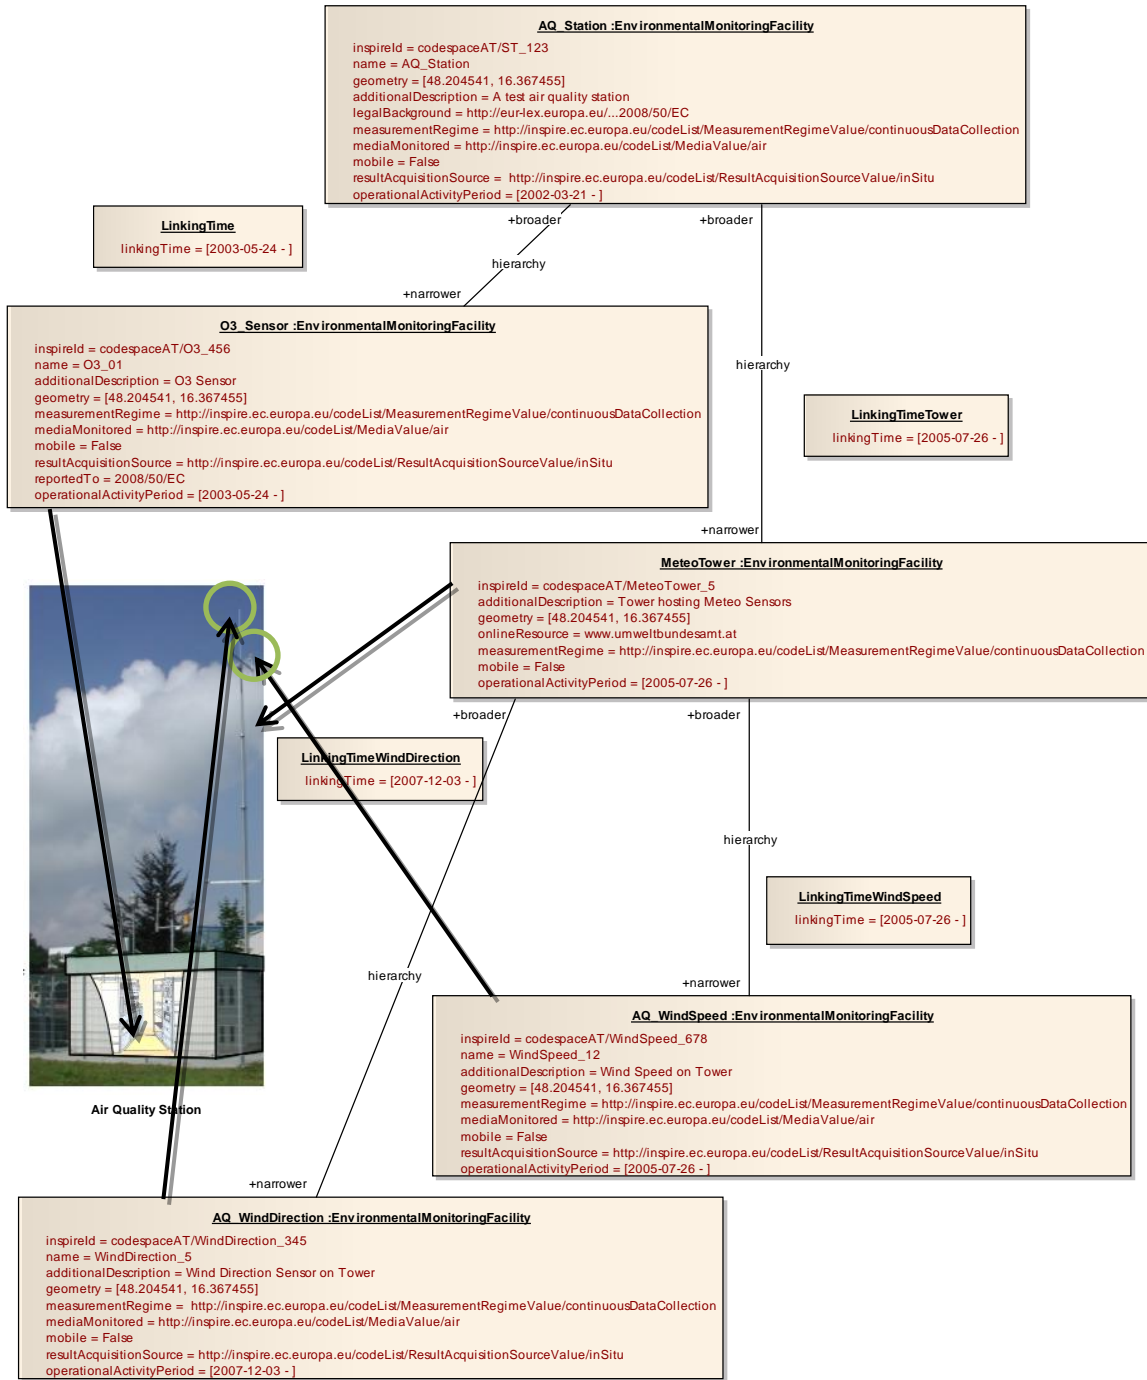 AQ_Station :EnvironmentalMonitoringFacility
inspireId = codespaceAT/ST_123
name = AQ_Station
geometry = [48.204541, 16.367455]
additionalDescription = A test air quality station
legalBackground = http://eur-lex.europa.eu/...2008/50/EC
measurementRegime = http://inspire.ec.europa.eu/codeList/MeasurementRegimeValue/continuousDataCollection
mediaMonitored = http://inspire.ec.europa.eu/codeList/MediaValue/air
mobile = False
resultAcquisitionSource = http://inspire.ec.europa.eu/codeList/ResultAcquisitionSourceValue/inSitu
operationalActivityPeriod = [2002-03-21 - ]
+broader
+broader
LinkingTime
linkingTime = [2003-05-24 - ]
hierarchy
+narrower
O3_Sensor :EnvironmentalMonitoringFacility
inspireId = codespaceAT/O3_456
name = O3_01
additionalDescription = O3 Sensor
geometry = [48.204541, 16.367455]
measurementRegime = http://inspire.ec.europa.eu/codeList/MeasurementRegimeValue/continuousDataCollection
mediaMonitored = http://inspire.ec.europa.eu/codeList/MediaValue/air
mobile = False
resultAcquisitionSource = http://inspire.ec.europa.eu/codeList/ResultAcquisitionSourceValue/inSitu
reportedTo = 2008/50/EC
operationalActivityPeriod = [2003-05-24 - ]
hierarchy
LinkingTimeTower
linkingTime = [2005-07-26 - ]
+narrower
MeteoTower :EnvironmentalMonitoringFacility
inspireId = codespaceAT/MeteoTower_5
additionalDescription = Tower hosting Meteo Sensors
geometry = [48.204541, 16.367455]
onlineResource = www.umweltbundesamt.at
measurementRegime = http://inspire.ec.europa.eu/codeList/MeasurementRegimeValue/continuousDataCollection
mobile = False
operationalActivityPeriod = [2005-07-26 - ]
+broader
+broader
LinkingTimeWindDirection
linkingTime = [2007-12-03 - ]
hierarchy
LinkingTimeWindSpeed
linkingTime = [2005-07-26 - ]
hierarchy
+narrower
AQ_WindSpeed :EnvironmentalMonitoringFacility
inspireId = codespaceAT/WindSpeed_678
name = WindSpeed_12
additionalDescription = Wind Speed on Tower
geometry = [48.204541, 16.367455]
measurementRegime = http://inspire.ec.europa.eu/codeList/MeasurementRegimeValue/continuousDataCollection
mediaMonitored = http://inspire.ec.europa.eu/codeList/MediaValue/air
mobile = False
resultAcquisitionSource = http://inspire.ec.europa.eu/codeList/ResultAcquisitionSourceValue/inSitu
operationalActivityPeriod = [2005-07-26 - ]
Air Quality Station
+narrower
AQ_WindDirection :EnvironmentalMonitoringFacility
inspireId = codespaceAT/WindDirection_345
name = WindDirection_5
additionalDescription = Wind Direction Sensor on Tower
geometry = [48.204541, 16.367455]
measurementRegime = http://inspire.ec.europa.eu/codeList/MeasurementRegimeValue/continuousDataCollection
mediaMonitored = http://inspire.ec.europa.eu/codeList/MediaValue/air
mobile = False
resultAcquisitionSource = http://inspire.ec.europa.eu/codeList/ResultAcquisitionSourceValue/inSitu
operationalActivityPeriod = [2007-12-03 - ]